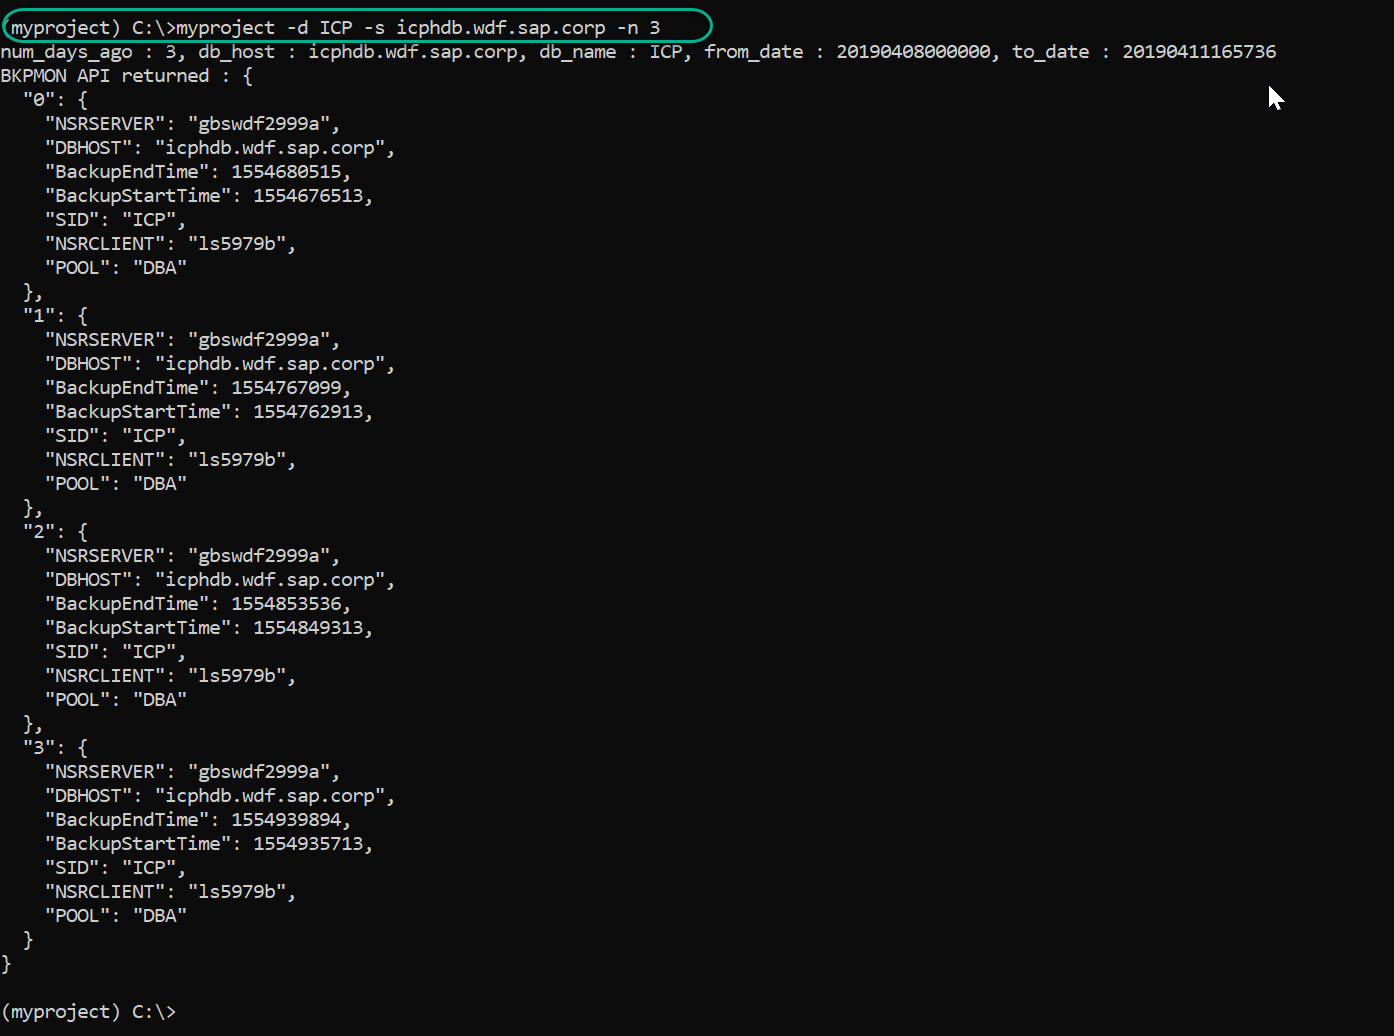 (myproject) C:\>myproject -d ICP -s icphdb.wdf.sap.corp -n 3
num_days_ago : 3, db_host : icphdb.wdf.sap.corp, db_name : ICP, from_date : 20190408000000, to_date : 20190411165736
BKPMON API returned : {
  "0": {
    "NSRSERVER": "gbswdf2999a",
    "DBHOST": "icphdb.wdf.sap.corp",
    "BackupEndTime": 1554680515,
    "BackupStartTime": 1554676513,
    "SID": "ICP",
    "NSRCLIENT": "ls5979b",
    "POOL": "DBA"
  },
  "1": {
    "NSRSERVER": "gbswdf2999a",
    "DBHOST": "icphdb.wdf.sap.corp",
    "BackupEndTime": 1554767099,
    "BackupStartTime": 1554762913,
    "SID": "ICP",
    "NSRCLIENT": "ls5979b",
    "POOL": "DBA"
  },
  "2": {
    "NSRSERVER": "gbswdf2999a",
    "DBHOST": "icphdb.wdf.sap.corp",
    "BackupEndTime": 1554853536,
    "BackupStartTime": 1554849313,
    "SID": "ICP",
    "NSRCLIENT": "ls5979b",
    "POOL": "DBA"
  },
  "3": {
    "NSRSERVER": "gbswdf2999a",
    "DBHOST": "icphdb.wdf.sap.corp",
    "BackupEndTime": 1554939894,
    "BackupStartTime": 1554935713,
    "SID": "ICP",
    "NSRCLIENT": "ls5979b",
    "POOL": "DBA"
  }
}
(myproject) C:\>